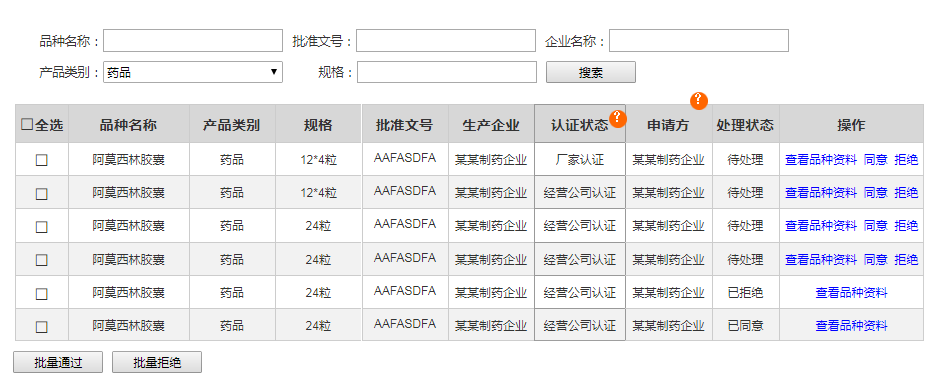 品种名称： 批准文号： 企业名称：
产品类别： 药品 规格： 搜索
全选 品种名称 产品类别 规格 批准文号 生产企业 认证状态 ? 申请方 ? 处理状态 操作
阿莫西林胶囊 药品 12*4粒 AAFASDFA 某某制药企业 厂家认证 某某制药企业 待处理 查看品种资料 同意 拒绝
阿莫西林胶囊 药品 12*4粒 AAFASDFA 某某制药企业 经营公司认证 某某制药企业 待处理 查看品种资料 同意 拒绝
阿莫西林胶囊 药品 24粒 AAFASDFA 某某制药企业 经营公司认证 某某制药企业 待处理 查看品种资料 同意 拒绝
阿莫西林胶囊 药品 24粒 AAFASDFA 某某制药企业 经营公司认证 某某制药企业 待处理 查看品种资料 同意 拒绝
阿莫西林胶囊 药品 24粒 AAFASDFA 某某制药企业 经营公司认证 某某制药企业 已拒绝 查看品种资料
阿莫西林胶囊 药品 24粒 AAFASDFA 某某制药企业 经营公司认证 某某制药企业 已同意 查看品种资料
批量通过 批量拒绝